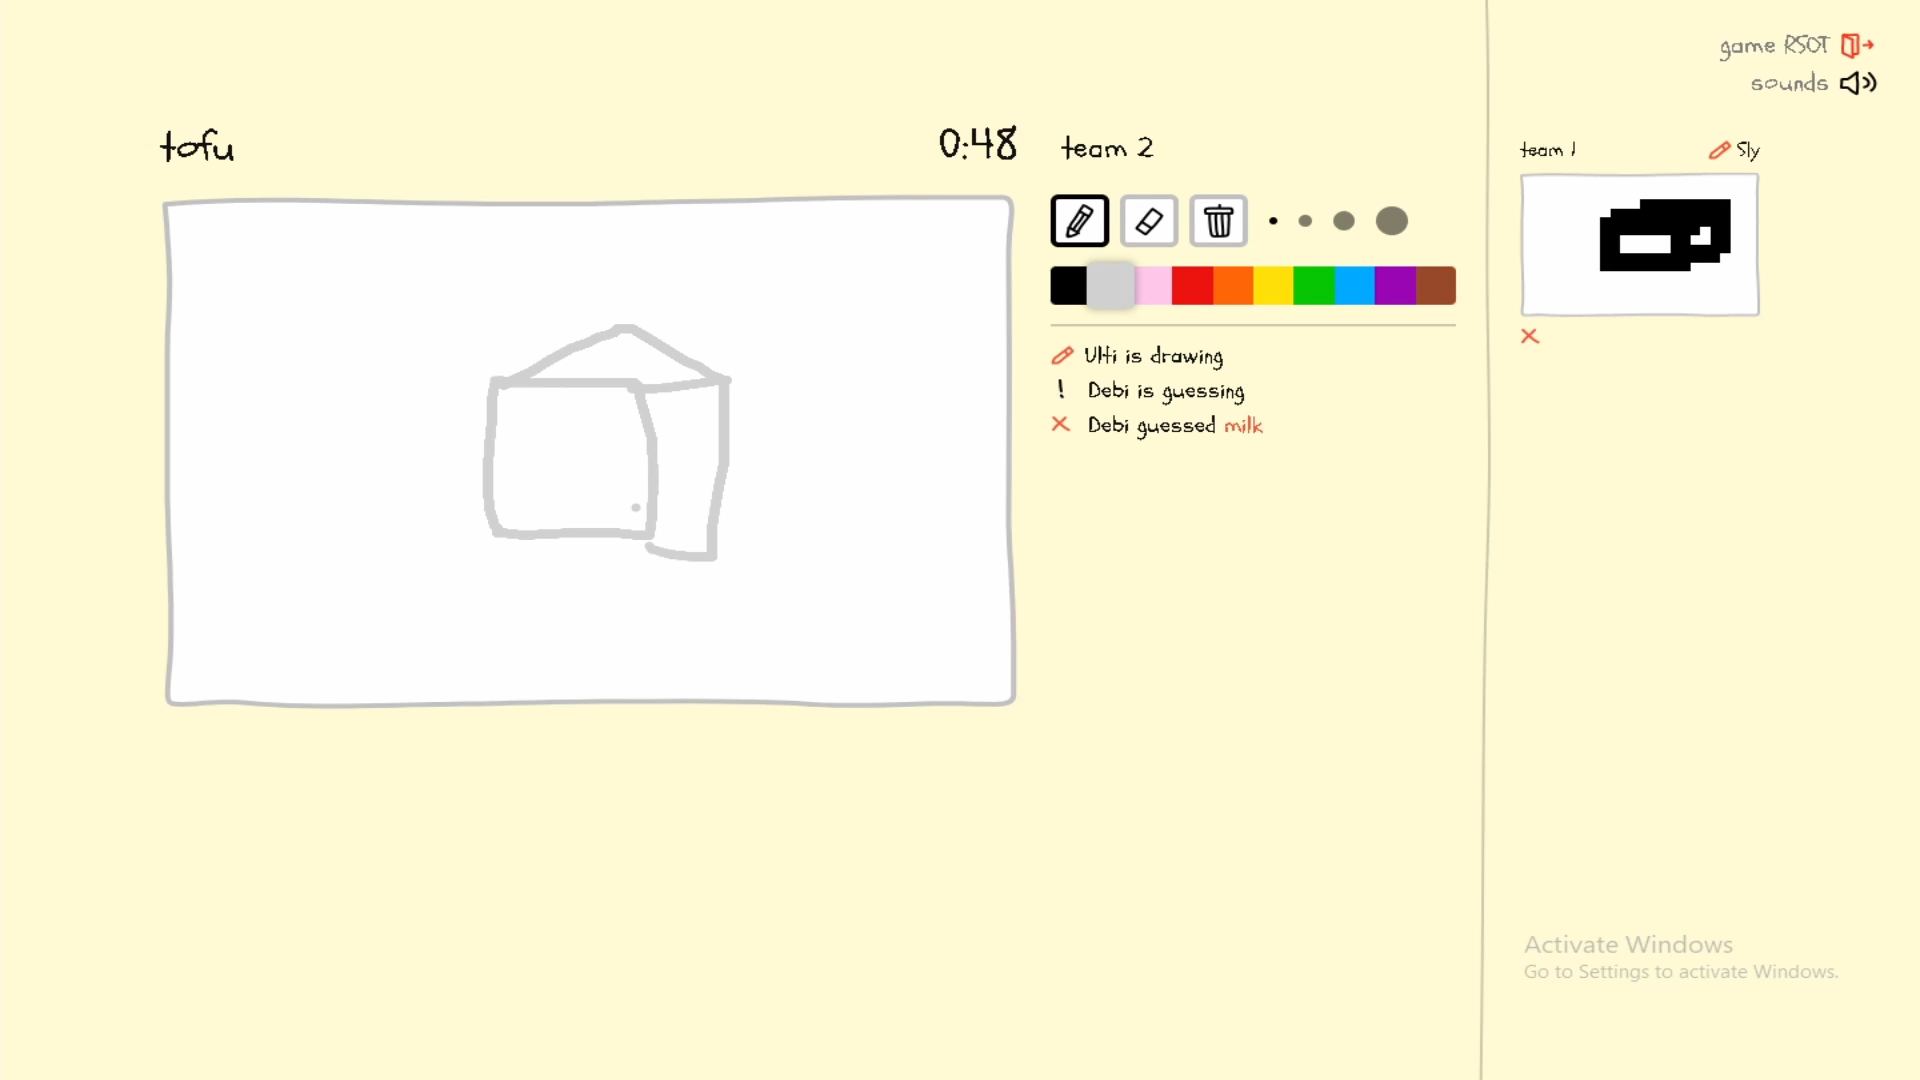 game RSOT
sounds
tofu
0:48
team 2
team 1
Sly
Ulfi is drawing
! Debi is guessing
Debi guessed milk
Activate Windows
Go to Settings to activate Windows.